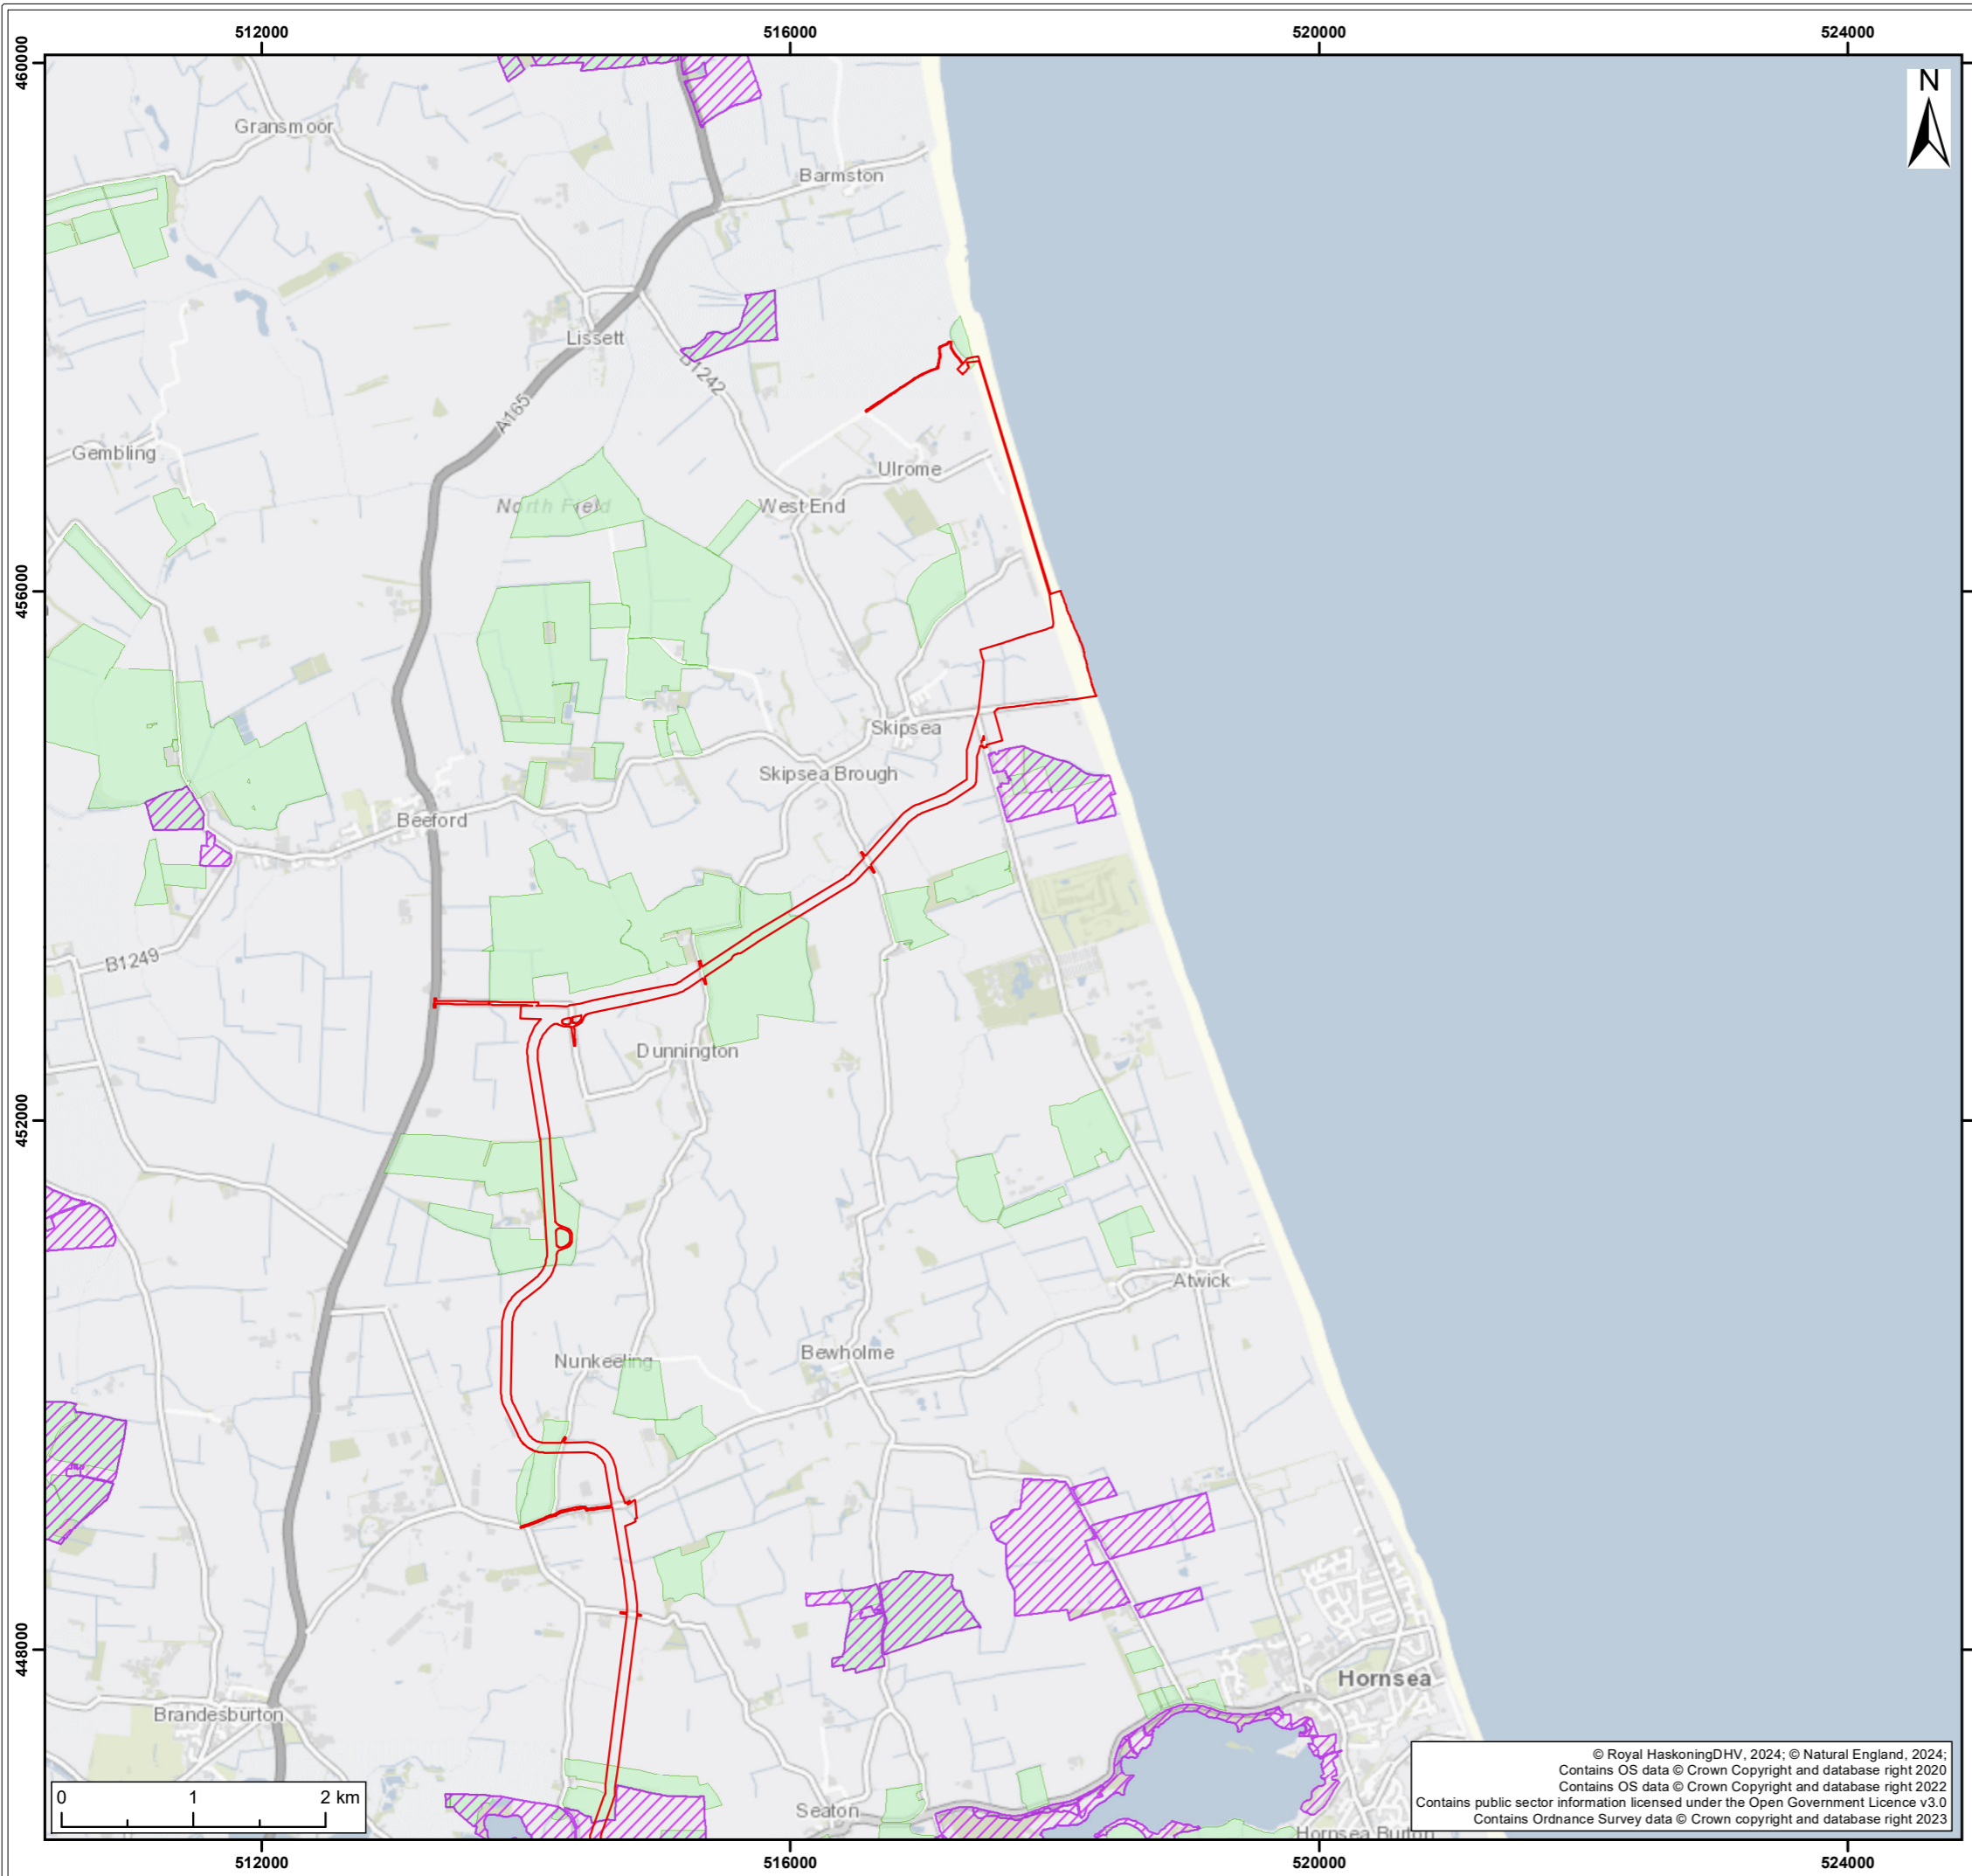 512000
516000
520000
524000
460000
N
Gransmoor
Barmston
Lissett
B1242
A165
Gembling
Ulrome
North Field
West End
456000
Skipsea
Skipsea Brough
Beeford
B1249
Dunnington
452000
Atwick
Nunkeeling
Bewholme
448000
Hornsea
Brandesburton
Seaton
Hornsea Burton
0 1 2 km
© Royal HaskoningDHV, 2024; © Natural England, 2024;
Contains OS data © Crown Copyright and database right 2020
Contains OS data © Crown Copyright and database right 2022
Contains public sector information licensed under the Open Government Licence v3.0
Contains Ordnance Survey data © Crown copyright and database right 2023
512000
516000
520000
524000